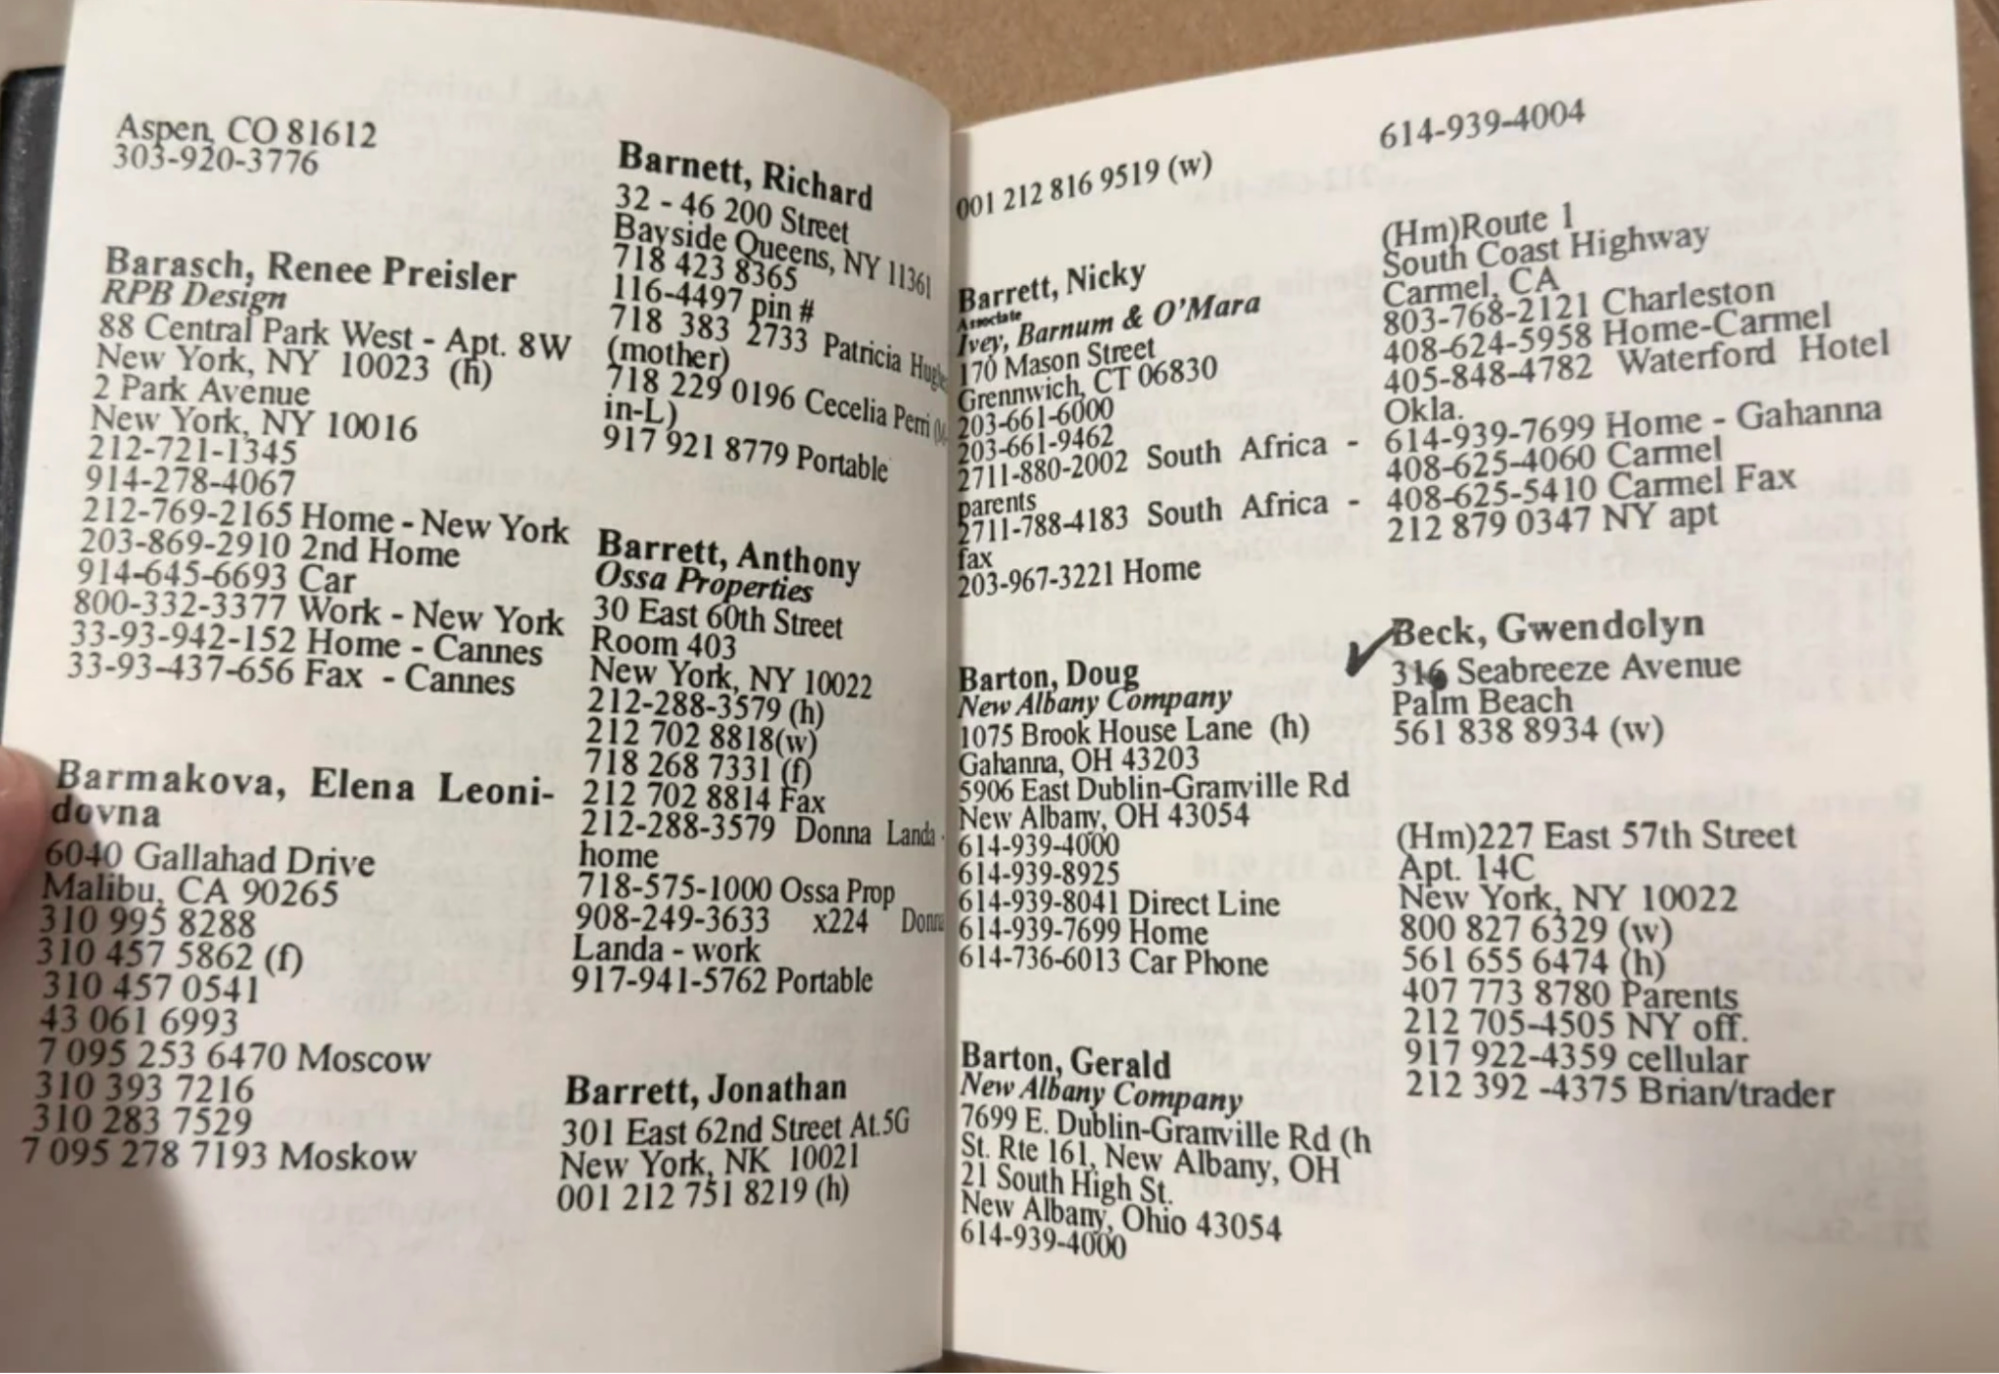 Aspen, CO 81612
303-920-3776
Barasch, Renee Preisler
RPB Design
88 Central Park West - Apt. 8W
New York, NY 10023 (h)
2 Park Avenue
New York, NY 10016
212-721-1345
914-278-4067
212-769-2165 Home - New York
203-869-2910 2nd Home
914-645-6693 Car
800-332-3377 Work - New York
33-93-942-152 Home - Cannes
33-93-437-656 Fax - Cannes
Barmakova, Elena Leoni-
dovna
6040 Gallahad Drive
Malibu, CA 90265
310 995 8288
310 457 5862 (f)
310 457 0541
43 061 6993
7 095 253 6470 Moscow
310 393 7216
310 283 7529
7 095 278 7193 Moskow
Barnett, Richard
32 - 46 200 Street
Bayside Queens, NY 11361
718 423 8365
116-4497 pin #
718 383 2733 Patricia
(mother)
718 229 0196 Cecelia Perri
in-L)
917 921 8779 Portable
Barrett, Anthony
Ossa Properties
30 East 60th Street
Room 403
New York, NY 10022
212-288-3579 (h)
212 702 8818(w)
718 268 7331 (f)
212 702 8814 Fax
212-288-3579 Donna Landa -
home
718-575-1000 Ossa Prop
908-249-3633 x224 Donna
Landa - work
917-941-5762 Portable
Barrett, Jonathan
301 East 62nd Street At.5G
New York, NK 10021
001 212 751 8219 (h)
001 212 816 9519 (w)
Barrett, Nicky
Associate
Ivey, Barnum & O'Mara
170 Mason Street
Grennwich, CT 06830
203-661-6000
203-661-9462
2711-880-2002 South Africa -
parents
2711-788-4183 South Africa -
fax
203-967-3221 Home
Barton, Doug
New Albany Company
1075 Brook House Lane (h)
Gahanna, OH 43203
5906 East Dublin-Granville Rd
New Albany, OH 43054
614-939-4000
614-939-8925
614-939-8041 Direct Line
614-939-7699 Home
614-736-6013 Car Phone
Barton, Gerald
New Albany Company
7699 E. Dublin-Granville Rd (h
St. Rte 161, New Albany, OH
21 South High St.
New Albany, Ohio 43054
614-939-4000
614-939-4004
(Hm)Route 1
South Coast Highway
Carmel, CA
803-768-2121 Charleston
408-624-5958 Home-Carmel
405-848-4782 Waterford Hotel
Okla.
614-939-7699 Home - Gahanna
408-625-4060 Carmel
408-625-5410 Carmel Fax
212 879 0347 NY apt
Beck, Gwendolyn
316 Seabreeze Avenue
Palm Beach
561 838 8934 (w)
(Hm)227 East 57th Street
Apt. 14C
New York, NY 10022
800 827 6329 (w)
561 655 6474 (h)
407 773 8780 Parents
212 705-4505 NY off.
917 922-4359 cellular
212 392 -4375 Brian/trader